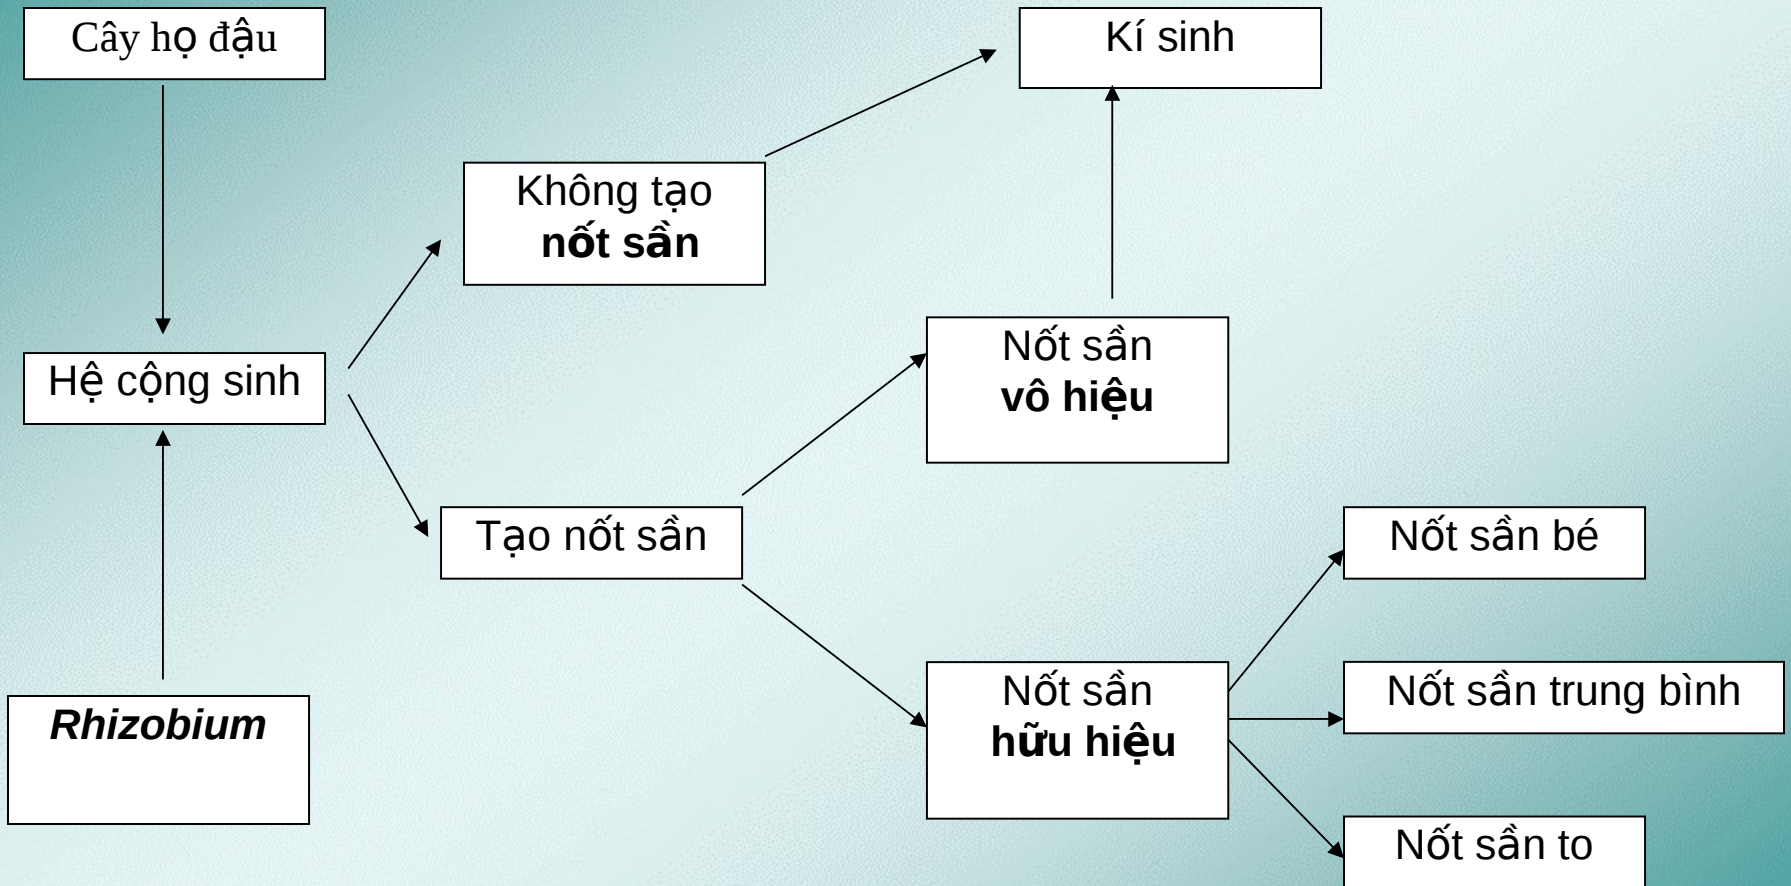 Cây họ đậu
Kí sinh
Không tạo
nốt sần
Nốt sần
vô hiệu
Hệ cộng sinh
Tạo nốt sần
Nốt sần bé
Nốt sần
hữu hiệu
Nốt sần trung bình
Rhizobium
Nốt sần to